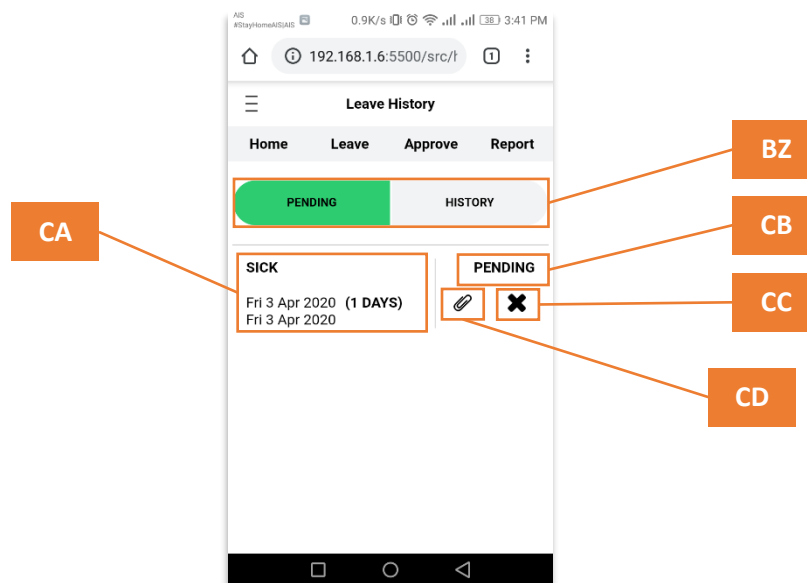 AIS
#StayHomeAIS|AIS 0.9K/s 38 3:41 PM
192.168.1.6:5500/src/h 1
Leave History
Home Leave Approve Report
BZ
PENDING HISTORY
CA
CB
SICK PENDING
Fri 3 Apr 2020 (1 DAYS)
Fri 3 Apr 2020
CC
CD